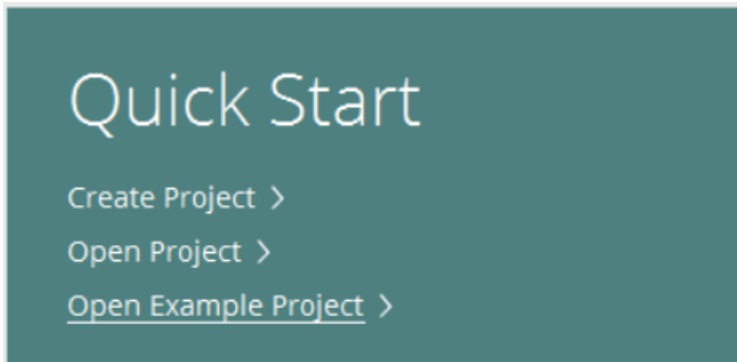 Quick Start
Create Project >
Open Project >
Open Example Project >